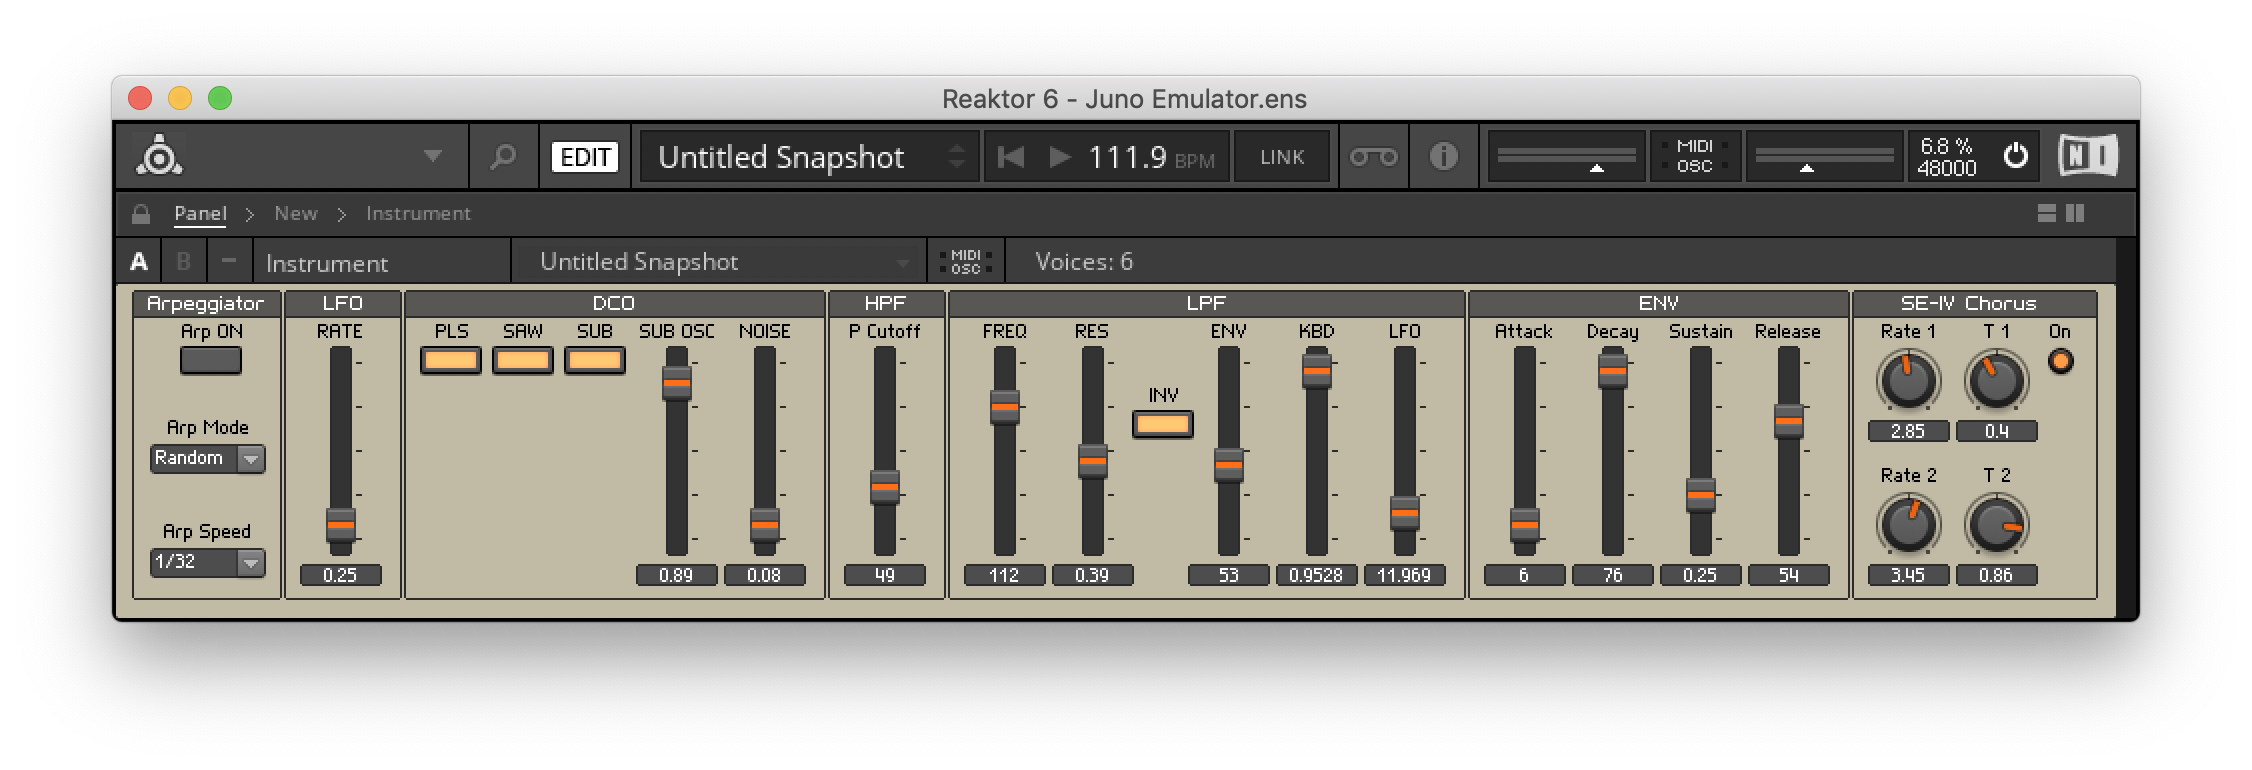 Reaktor 6 - Juno Emulator.ens
EDIT
Untitled Snapshot
111.9 BPM
LINK
MIDI
OSC
6.8 %
48000
NI
Panel > New > Instrument
A B – Instrument
Untitled Snapshot
MIDI
OSC
Voices: 6
Arpeggiator
Arp ON
Arp Mode
Random
Arp Speed
1/32
LFO
RATE
0.25
DCO
PLS SAW SUB SUB OSC NOISE
0.89 0.08
HPF
P Cutoff
49
LPF
FREQ RES ENV KBD LFO
INV
112 0.39 53 0.9528 11.969
ENV
Attack Decay Sustain Release
6 76 0.25 54
SE-IV Chorus
Rate 1 T 1 On
2.85 0.4
Rate 2 T 2
3.45 0.86